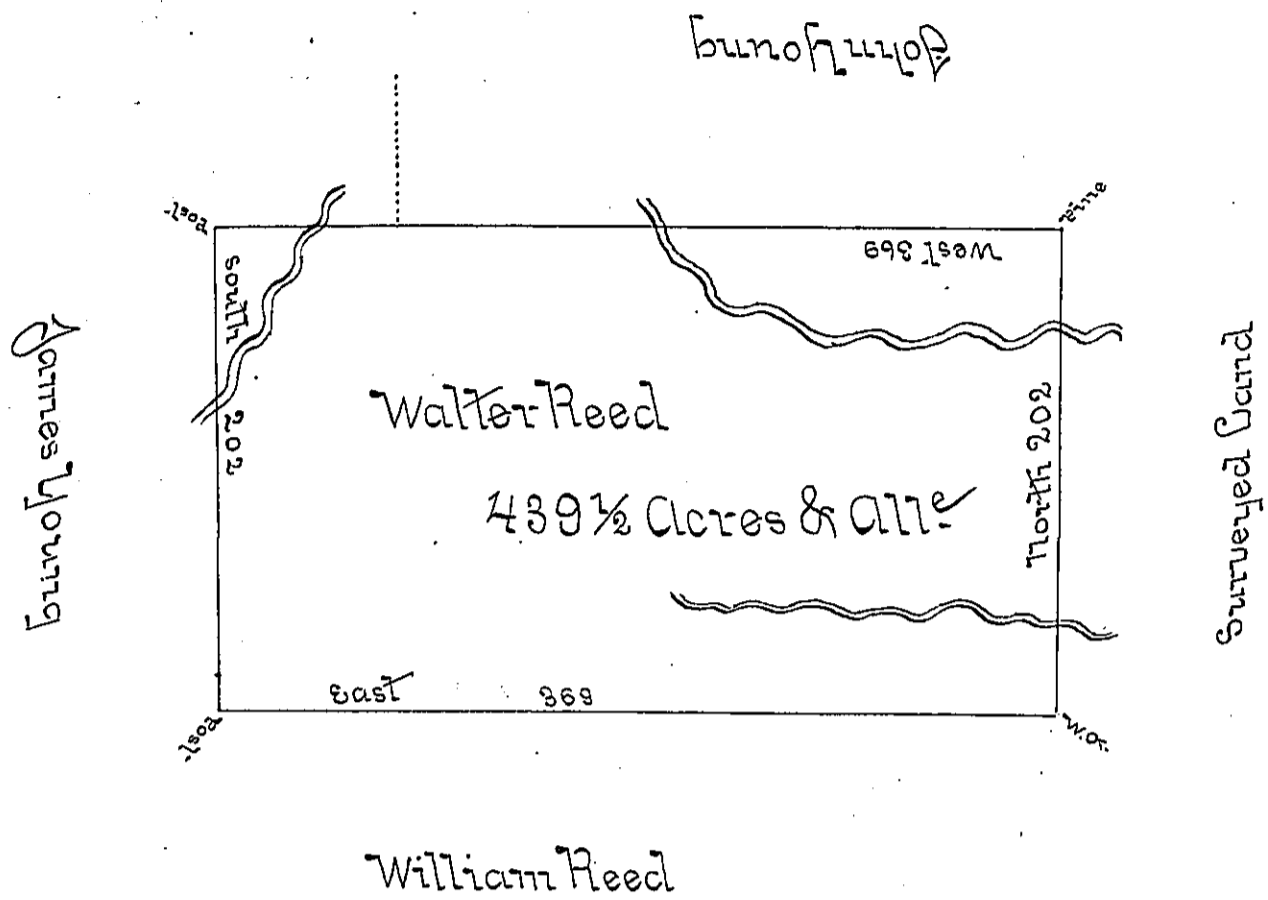 John Young
Post
Pine
West 369
South 202
James Young
Walter Reed
North 202
Surveyed Land
439½ Acres & All.e
East 369
Post
W.O.
William Reed